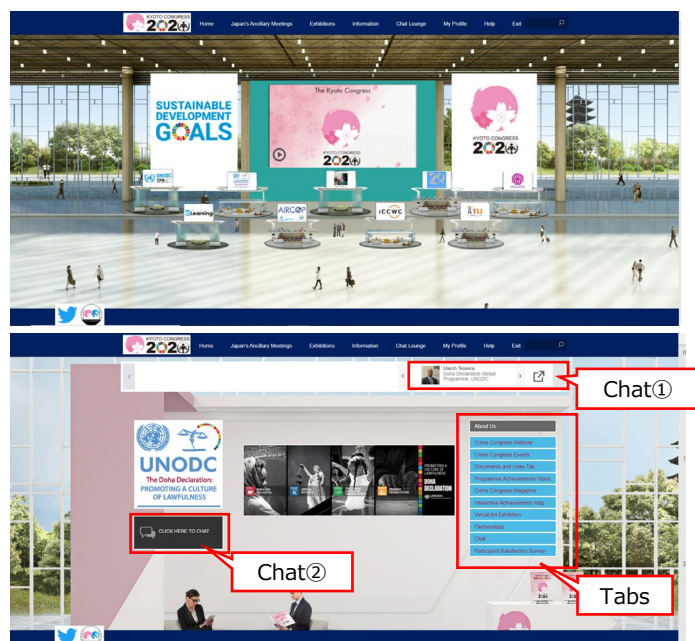 KYOTO CONGRESS
2020
Home
Japan's Ancillary Meetings
Exhibitions
Information
Chat Lounge
My Profile
Help
Exit
SUSTAINABLE
DEVELOPMENT
GOALS
The Kyoto Congress
KYOTO CONGRESS
2020
KYOTO CONGRESS
2020
UNODC
20
eLearning
AIRCOP
ICCWC
KYOTO CONGRESS
2020
Home
Japan's Ancillary Meetings
Exhibitions
Information
Chat Lounge
My Profile
Help
Exit
March Teixeira
Doha Declaration Global
Programme, UNODC
Chat①
UNODC
The Doha Declaration:
PROMOTING A CULTURE
OF LAWFULNESS
PROMOTING A
CULTURE OF
LAWFULNESS
DOHA
DECLARATION
UNODC
About Us
Crime Congress Website
Crime Congress Events
Documents and Links Tab
Programme Achievements Video
Crime Congress Magazine
Interactive Achievements Map
Virtual Art Exhibition
Partnerships
Chat
Participant Satisfaction Survey
CLICK HERE TO CHAT
Chat②
Tabs